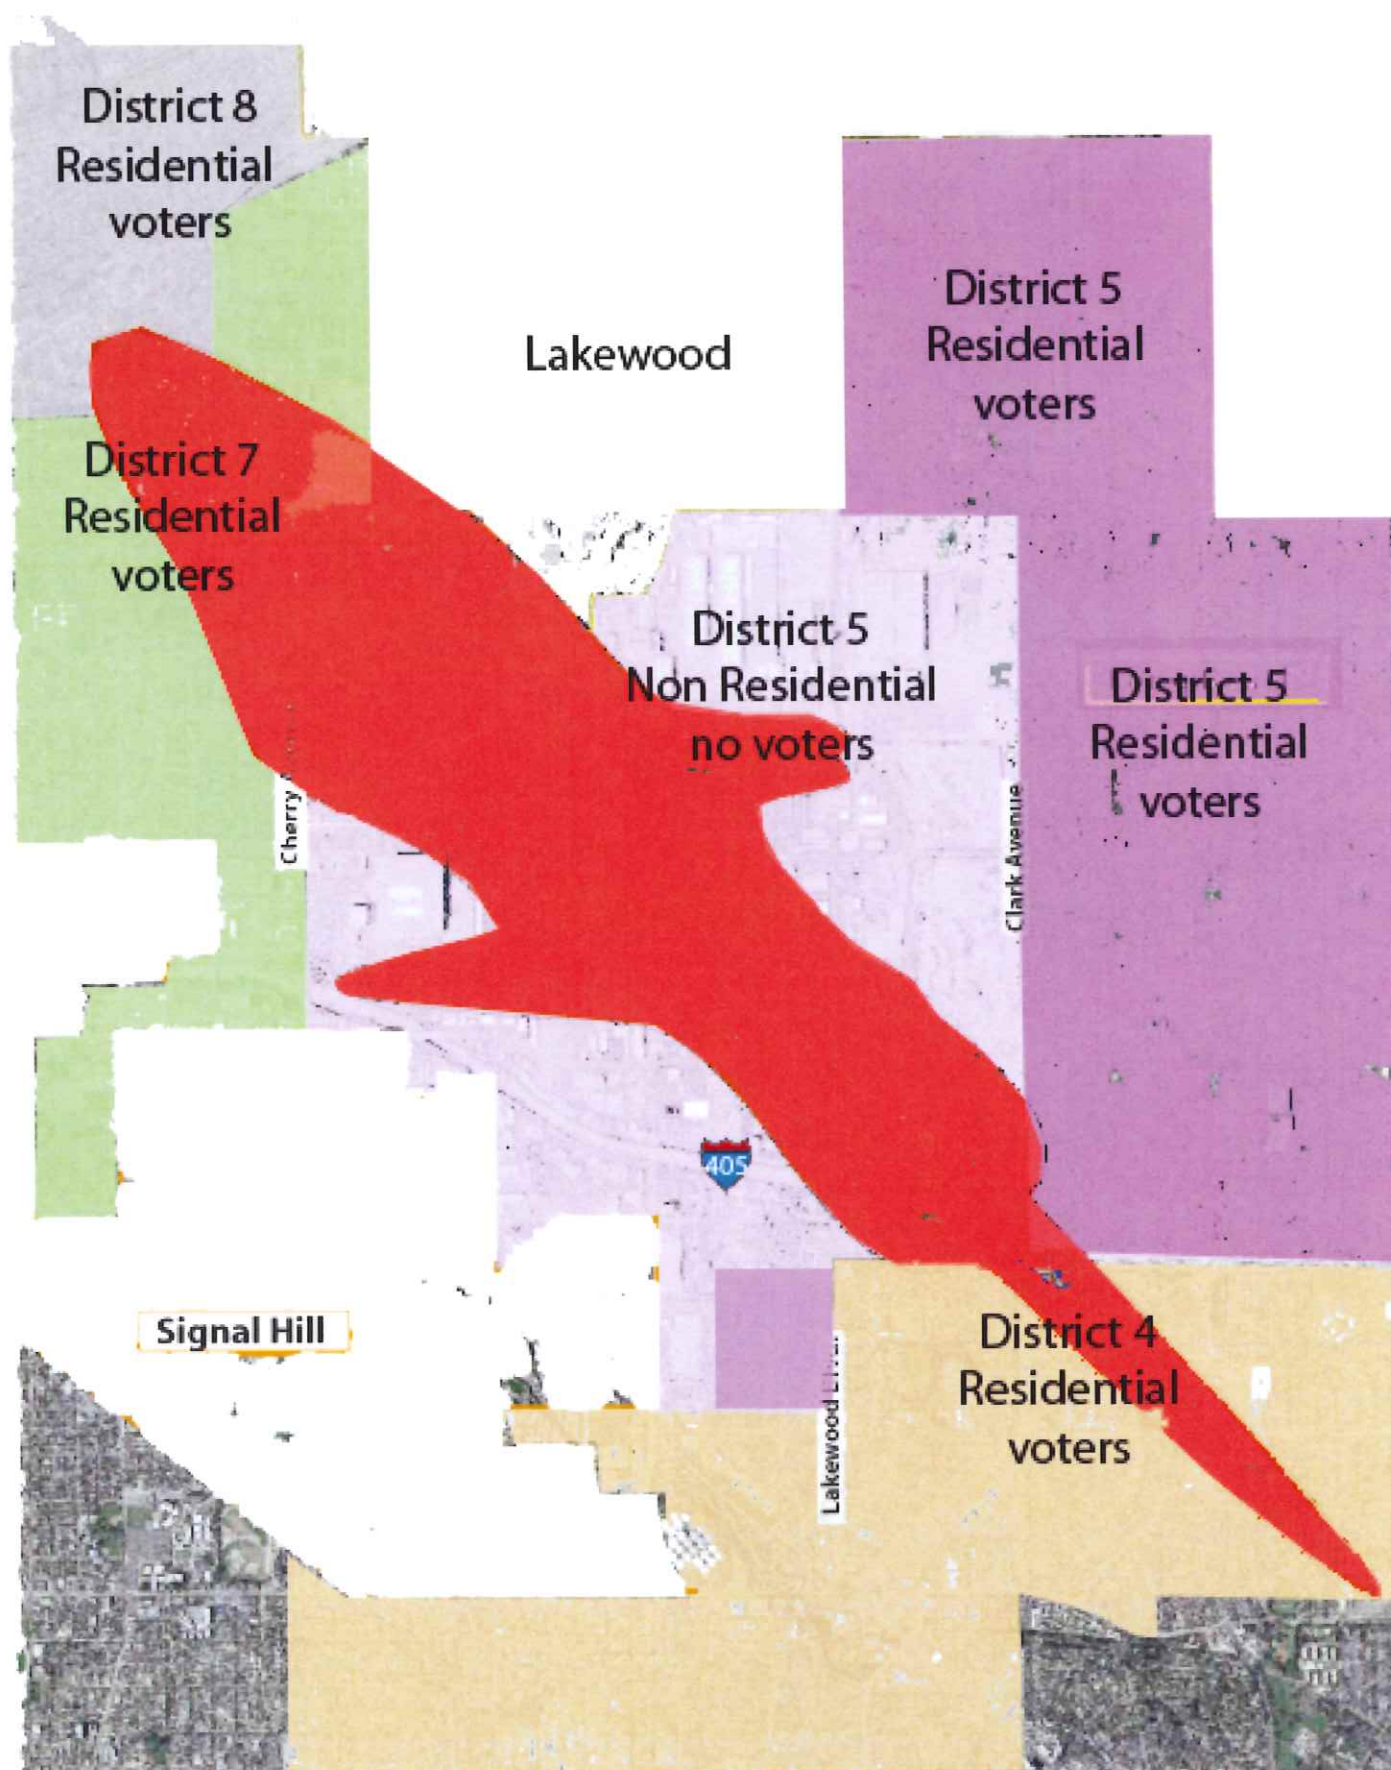 District 8
Residential
voters
District 5
Residential
voters
Lakewood
District 7
Residential
voters
District 5
Non Residential
no voters
District 5
Residential
voters
Cherry
Clark Avenue
405
Signal Hill
District 4
Residential
voters
Lakewood